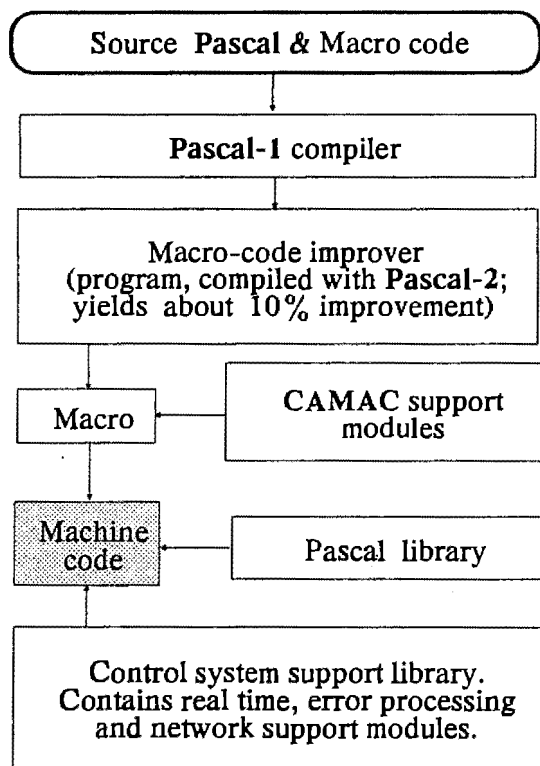 Source Pascal & Macro code
Pascal-1 compiler
Macro-code improver
(program, compiled with Pascal-2;
yields about 10% improvement)
Macro
CAMAC support
modules
Machine
code
Pascal library
Control system support library.
Contains real time, error processing
and network support modules.